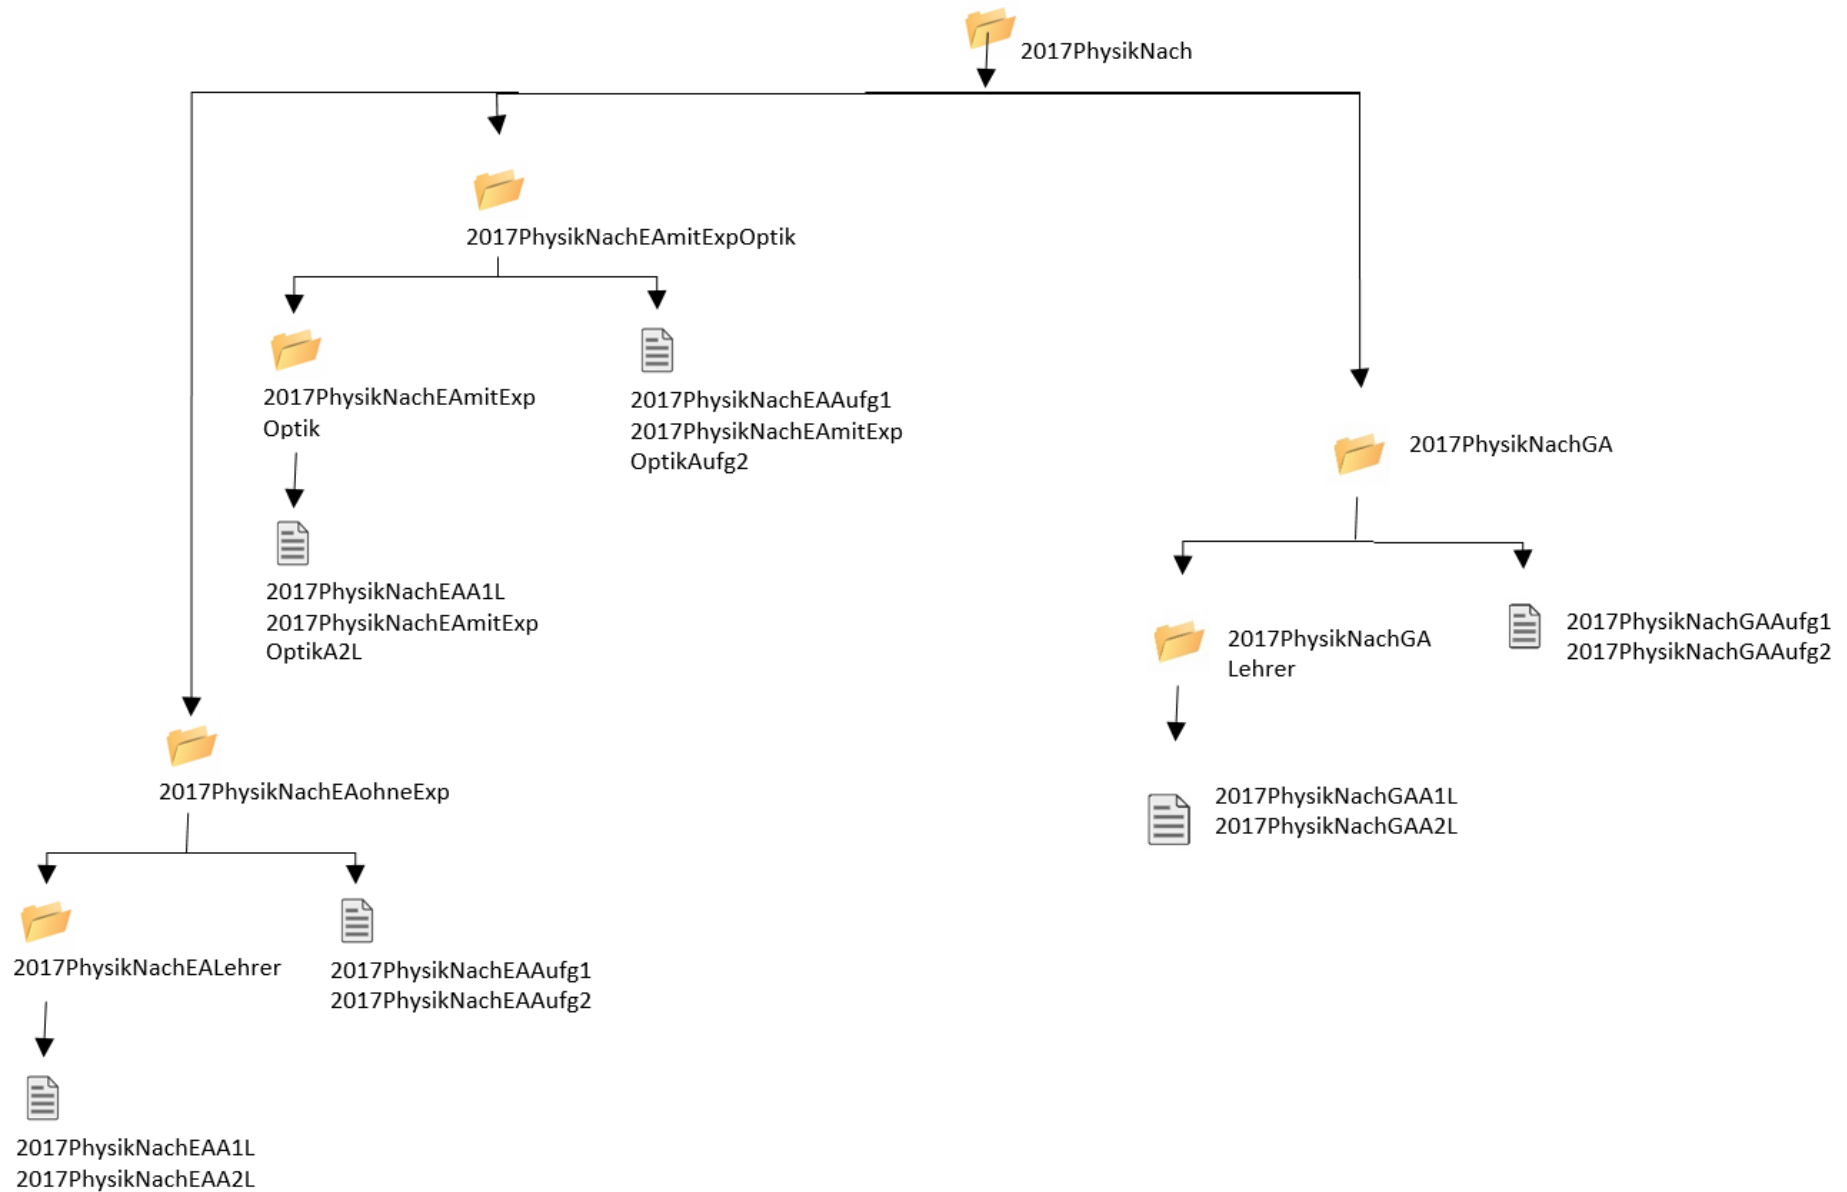 2017PhysikNach
2017PhysikNachEAmitExpOptik
2017PhysikNachEAmitExp
Optik
2017PhysikNachEAAufg1
2017PhysikNachEAmitExp
OptikAufg2
2017PhysikNachEAA1L
2017PhysikNachEAmitExp
OptikA2L
2017PhysikNachGA
2017PhysikNachGA
Lehrer
2017PhysikNachGAAufg1
2017PhysikNachGAAufg2
2017PhysikNachGAA1L
2017PhysikNachGAA2L
2017PhysikNachEAohneExp
2017PhysikNachEALehrer
2017PhysikNachEAAufg1
2017PhysikNachEAAufg2
2017PhysikNachEAA1L
2017PhysikNachEAA2L